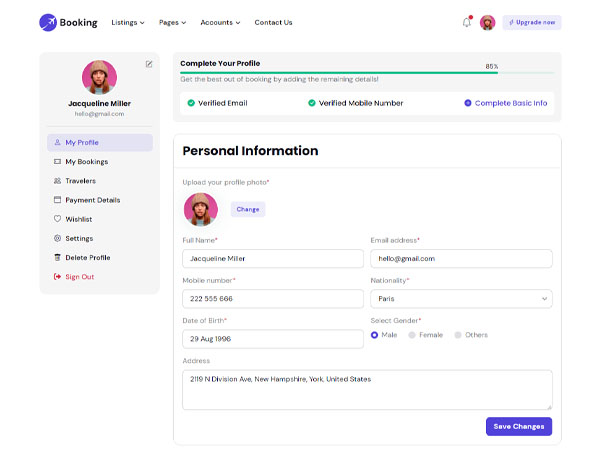 Booking
Listings Pages Accounts Contact Us
Upgrade now
Jacqueline Miller
hello@gmail.com
My Profile
My Bookings
Travelers
Payment Details
Wishlist
Settings
Delete Profile
Sign Out
Complete Your Profile
85%
Get the best out of booking by adding the remaining details!
Verified Email Verified Mobile Number Complete Basic Info
Personal Information
Upload your profile photo*
Change
Full Name* Email address*
Jacqueline Miller hello@gmail.com
Mobile number* Nationality*
222 555 666 Paris
Date of Birth* Select Gender*
29 Aug 1996 Male Female Others
Address
2119 N Division Ave, New Hampshire, York, United States
Save Changes